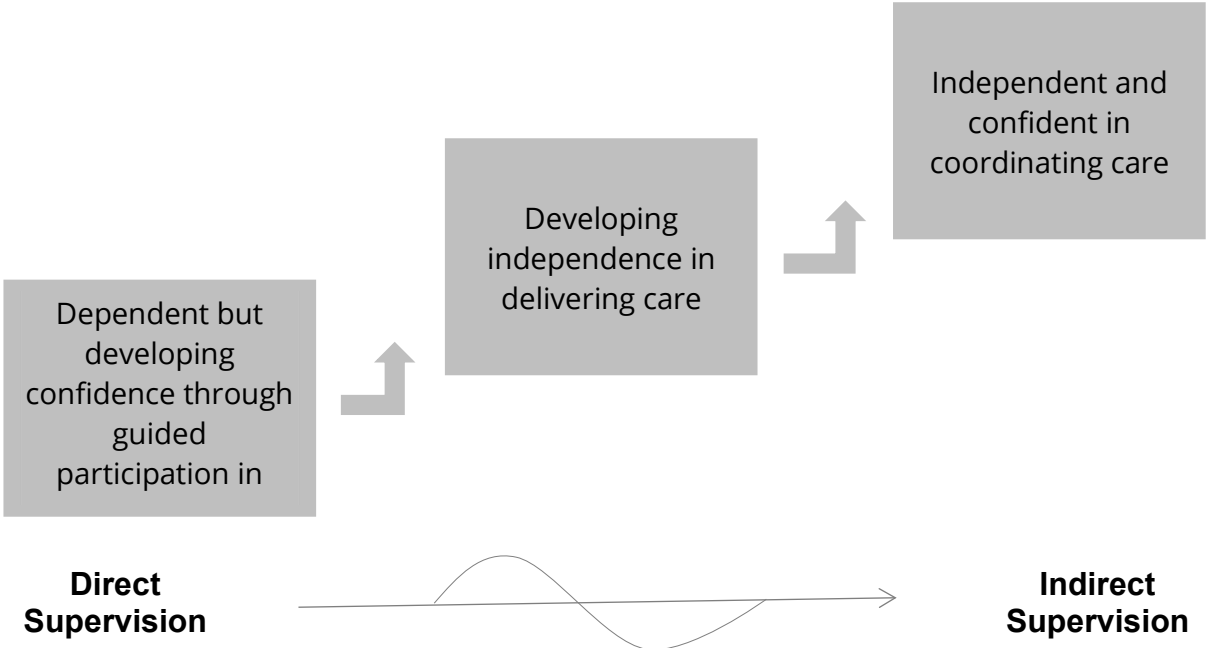 Dependent but
developing
confidence through
guided
participation in
Developing
independence in
delivering care
Independent and
confident in
coordinating care
Direct
Supervision
Indirect
Supervision